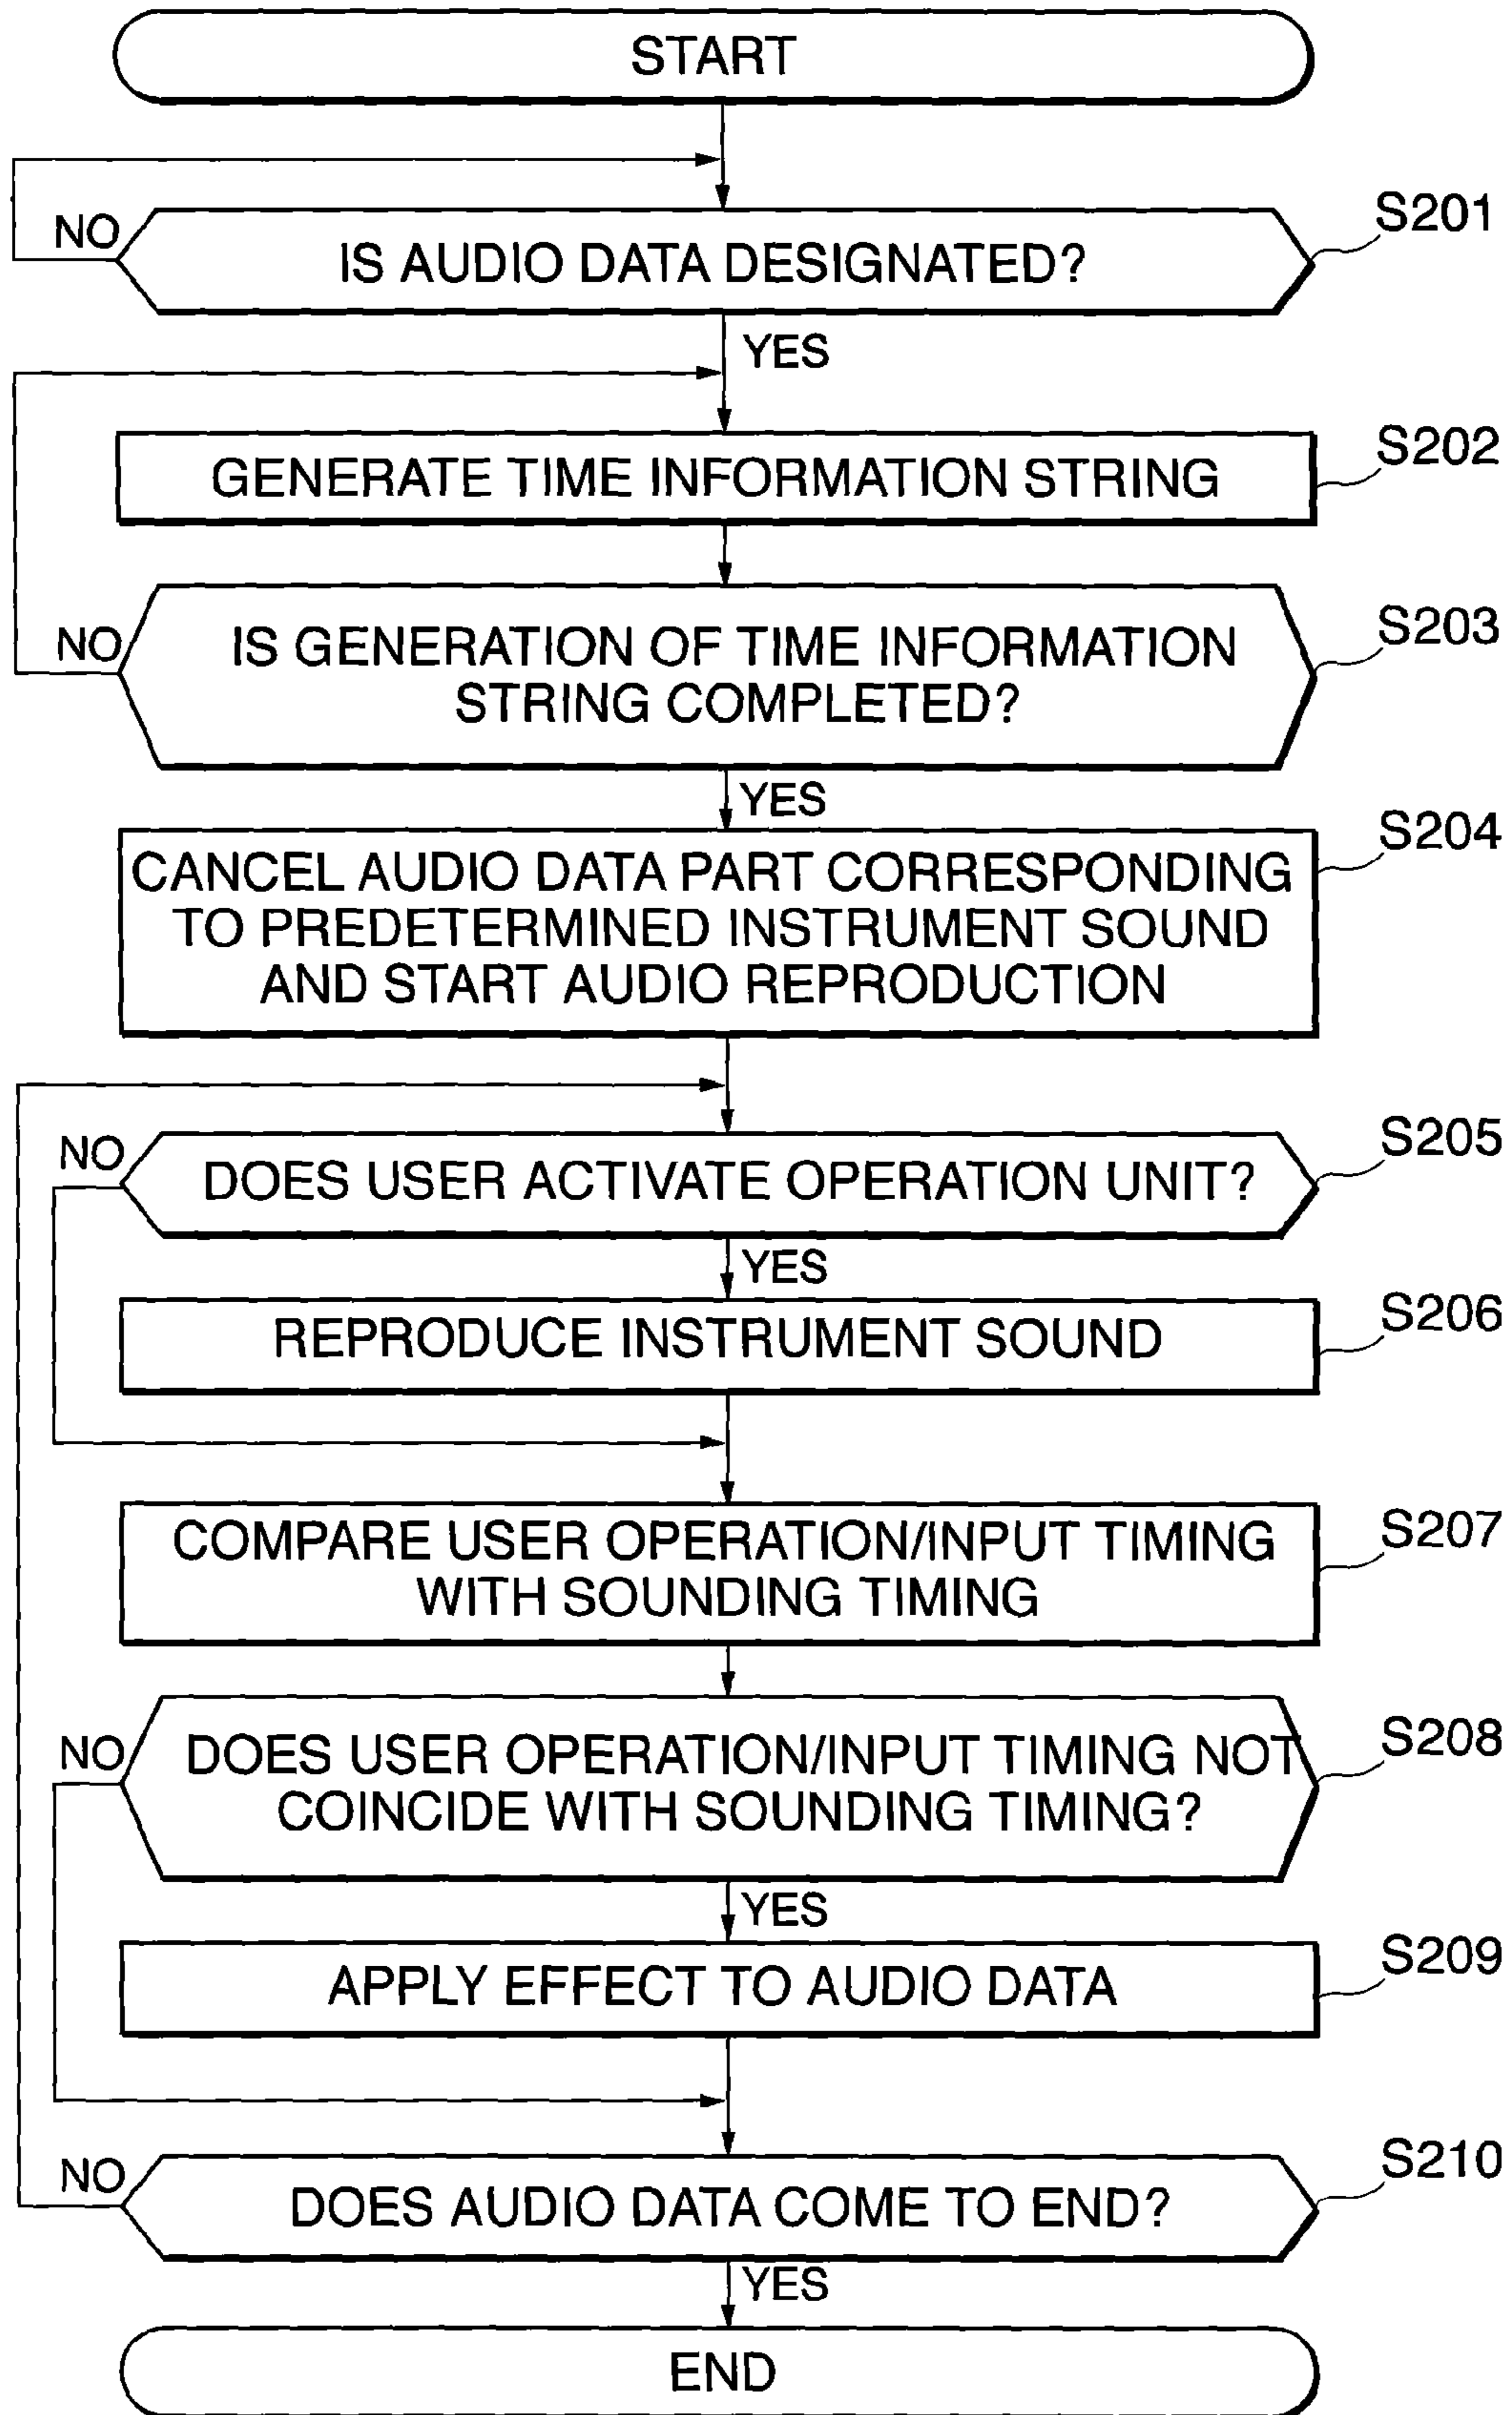 START
NO
IS AUDIO DATA DESIGNATED?
S201
YES
GENERATE TIME INFORMATION STRING
S202
NO
IS GENERATION OF TIME INFORMATION
STRING COMPLETED?
S203
YES
CANCEL AUDIO DATA PART CORRESPONDING
TO PREDETERMINED INSTRUMENT SOUND
AND START AUDIO REPRODUCTION
S204
NO
DOES USER ACTIVATE OPERATION UNIT?
S205
YES
REPRODUCE INSTRUMENT SOUND
S206
COMPARE USER OPERATION/INPUT TIMING
WITH SOUNDING TIMING
S207
NO
DOES USER OPERATION/INPUT TIMING NOT
COINCIDE WITH SOUNDING TIMING?
S208
YES
APPLY EFFECT TO AUDIO DATA
S209
NO
DOES AUDIO DATA COME TO END?
S210
YES
END